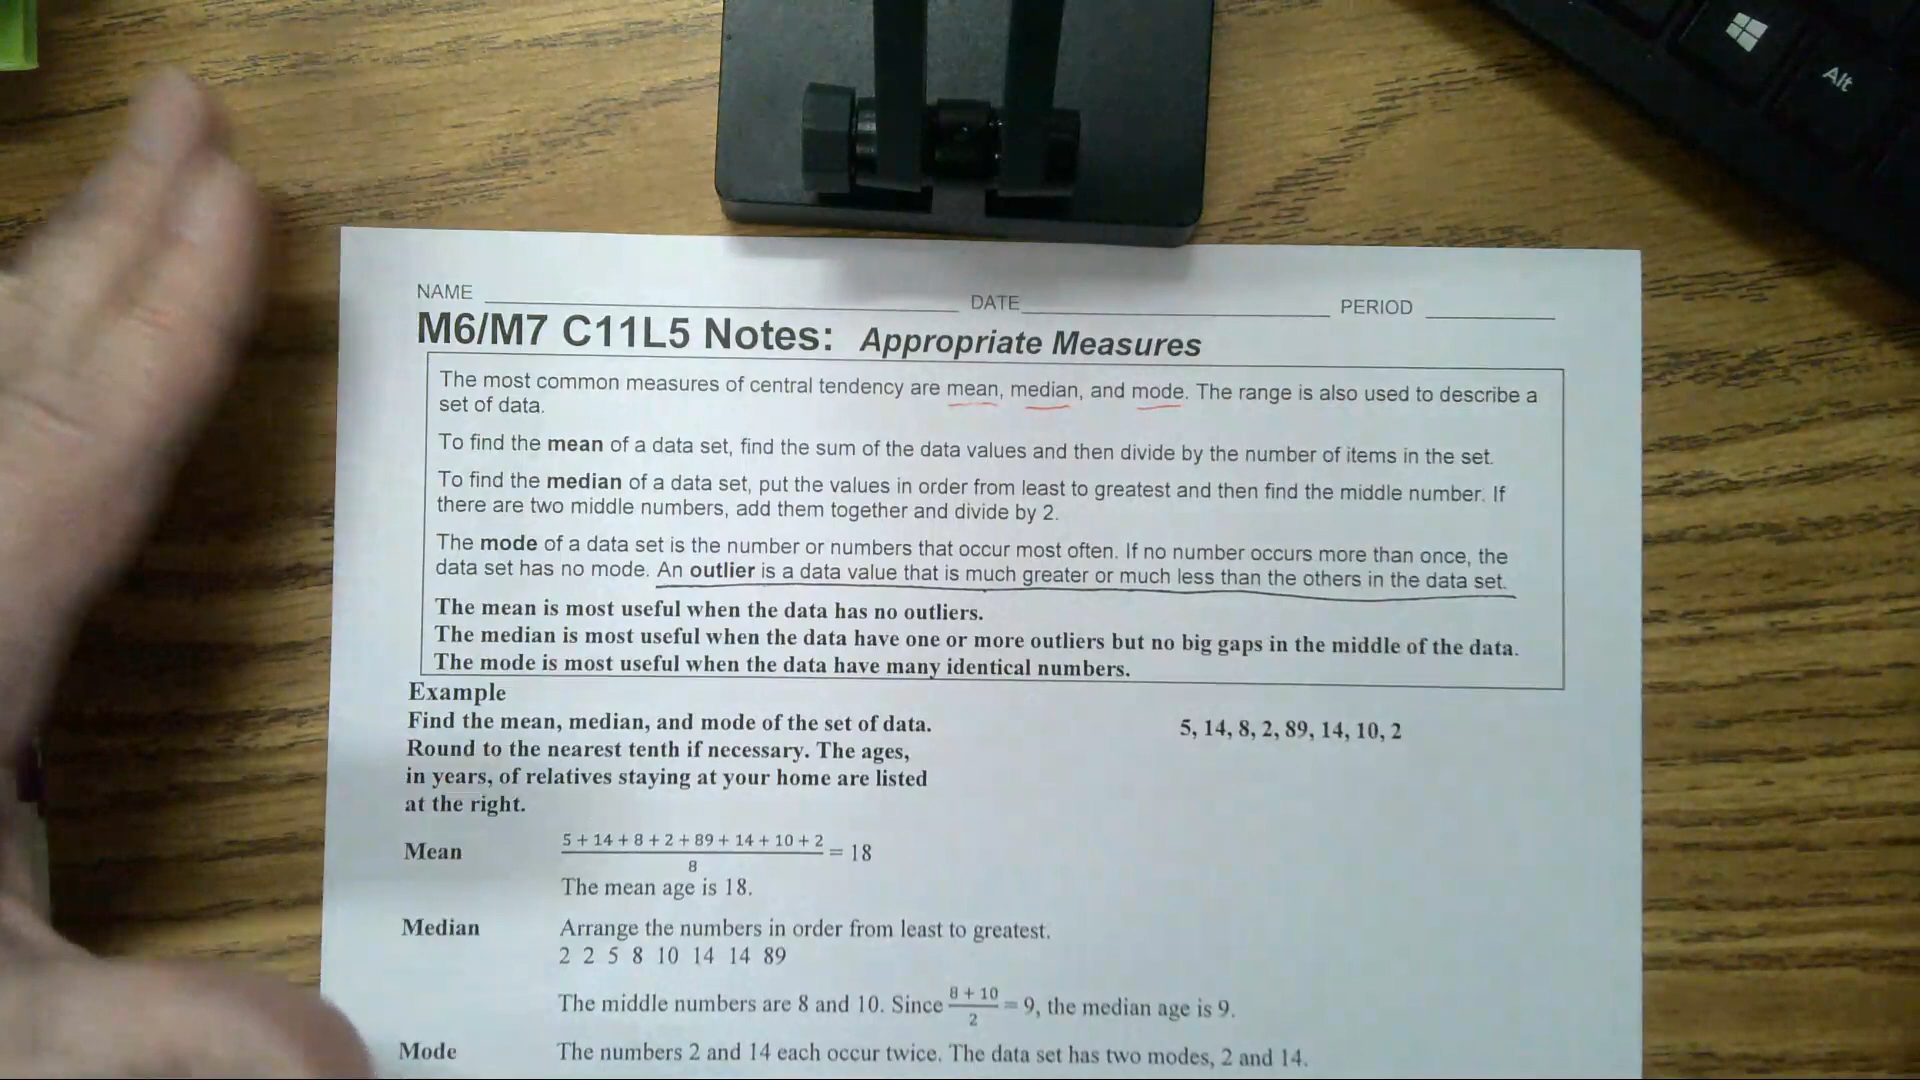 Alt
NAME DATE PERIOD
M6/M7 C11L5 Notes: Appropriate Measures
The most common measures of central tendency are mean, median, and mode. The range is also used to describe a
set of data.
To find the mean of a data set, find the sum of the data values and then divide by the number of items in the set.
To find the median of a data set, put the values in order from least to greatest and then find the middle number. If
there are two middle numbers, add them together and divide by 2.
The mode of a data set is the number or numbers that occur most often. If no number occurs more than once, the
data set has no mode. An outlier is a data value that is much greater or much less than the others in the data set.
The mean is most useful when the data has no outliers.
The median is most useful when the data have one or more outliers but no big gaps in the middle of the data.
The mode is most useful when the data have many identical numbers.
Example
Find the mean, median, and mode of the set of data. 5, 14, 8, 2, 89, 14, 10, 2
Round to the nearest tenth if necessary. The ages,
in years, of relatives staying at your home are listed
at the right.
Mean 5 + 14 + 8 + 2 + 89 + 14 + 10 + 2 / 8 = 18
The mean age is 18.
Median Arrange the numbers in order from least to greatest.
2 2 5 8 10 14 14 89
The middle numbers are 8 and 10. Since 8 + 10 / 2 = 9, the median age is 9.
Mode The numbers 2 and 14 each occur twice. The data set has two modes, 2 and 14.